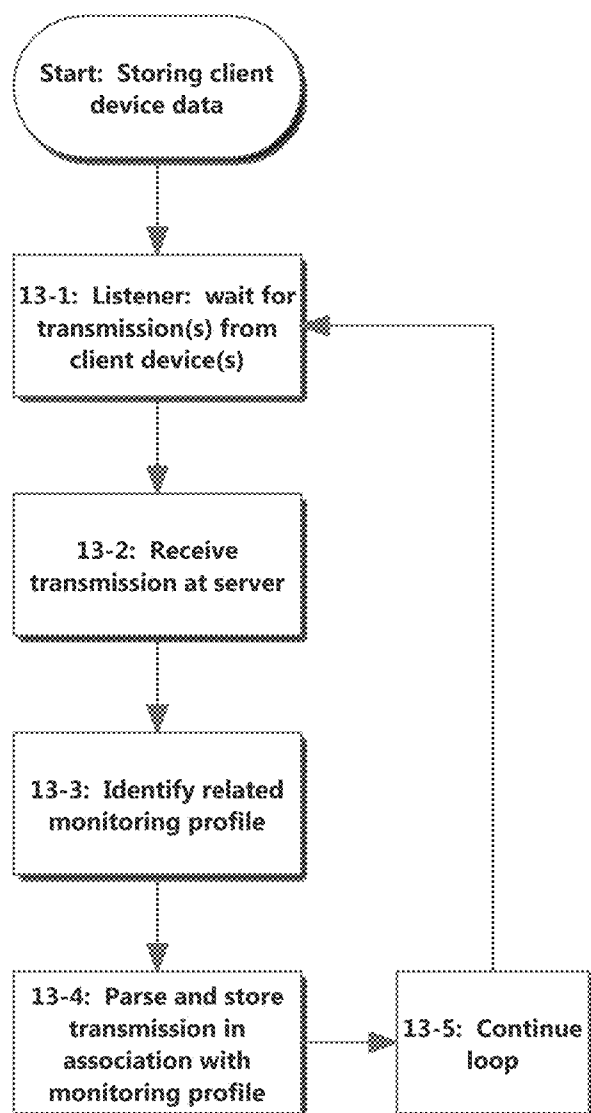 Start: Storing client
device data
13-1: Listener: wait for
transmission(s) from
client device(s)
13-2: Receive
transmission at server
13-3: Identify related
monitoring profile
13-4: Parse and store
transmission in
association with
monitoring profile
13-5: Continue
loop